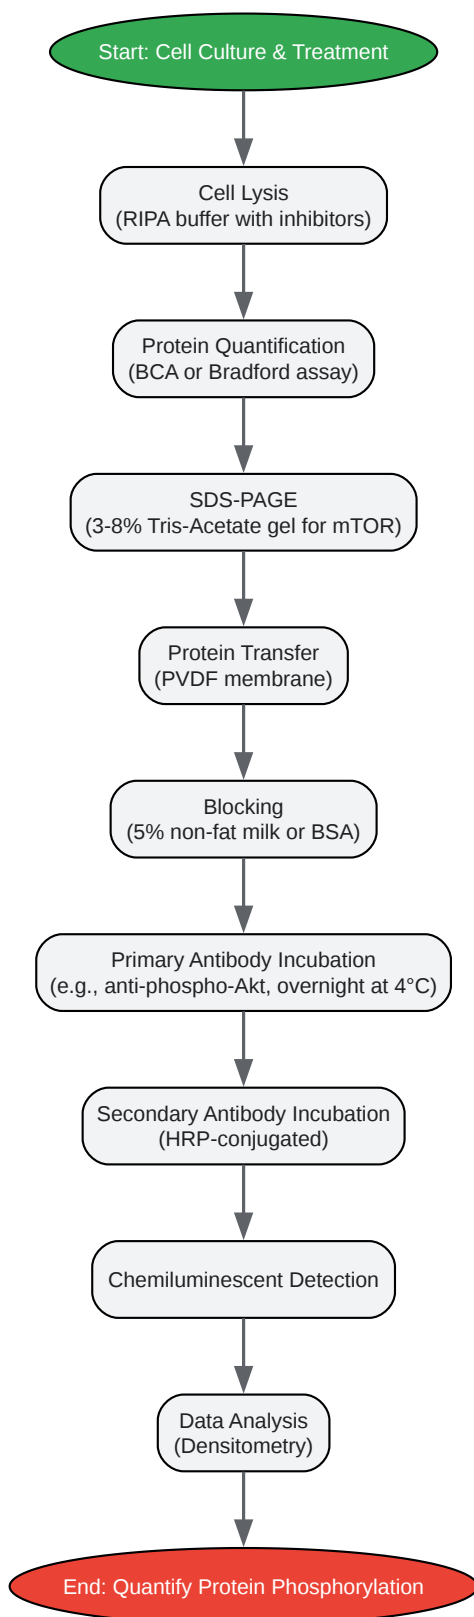 Start: Cell Culture & Treatment
Cell Lysis
(RIPA buffer with inhibitors)
Protein Quantification
(BCA or Bradford assay)
SDS-PAGE
(3-8% Tris-Acetate gel for mTOR)
Protein Transfer
(PVDF membrane)
Blocking
(5% non-fat milk or BSA)
Primary Antibody Incubation
(e.g., anti-phospho-Akt, overnight at 4°C)
Secondary Antibody Incubation
(HRP-conjugated)
Chemiluminescent Detection
Data Analysis
(Densitometry)
End: Quantify Protein Phosphorylation